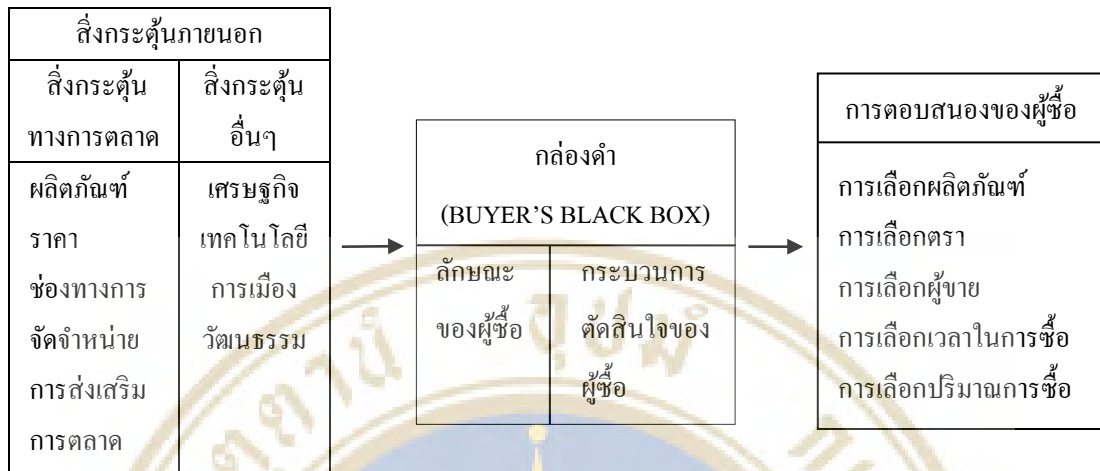 สิ่งกระตุ้นภายนอก
สิ่งกระตุ้น
ทางการตลาด
สิ่งกระตุ้น
อื่นๆ
ผลิตภัณฑ์
ราคา
ช่องทางการ
จัดจำหน่าย
การส่งเสริม
การตลาด
เศรษฐกิจ
เทคโนโลยี
การเมือง
วัฒนธรรม
กล่องดำ
(BUYER'S BLACK BOX)
ลักษณะ
ของผู้ซื้อ
กระบวนการ
ตัดสินใจของ
ผู้ซื้อ
การตอบสนองของผู้ซื้อ
การเลือกผลิตภัณฑ์
การเลือกตรา
การเลือกผู้ขาย
การเลือกเวลาในการซื้อ
การเลือกปริมาณการซื้อ